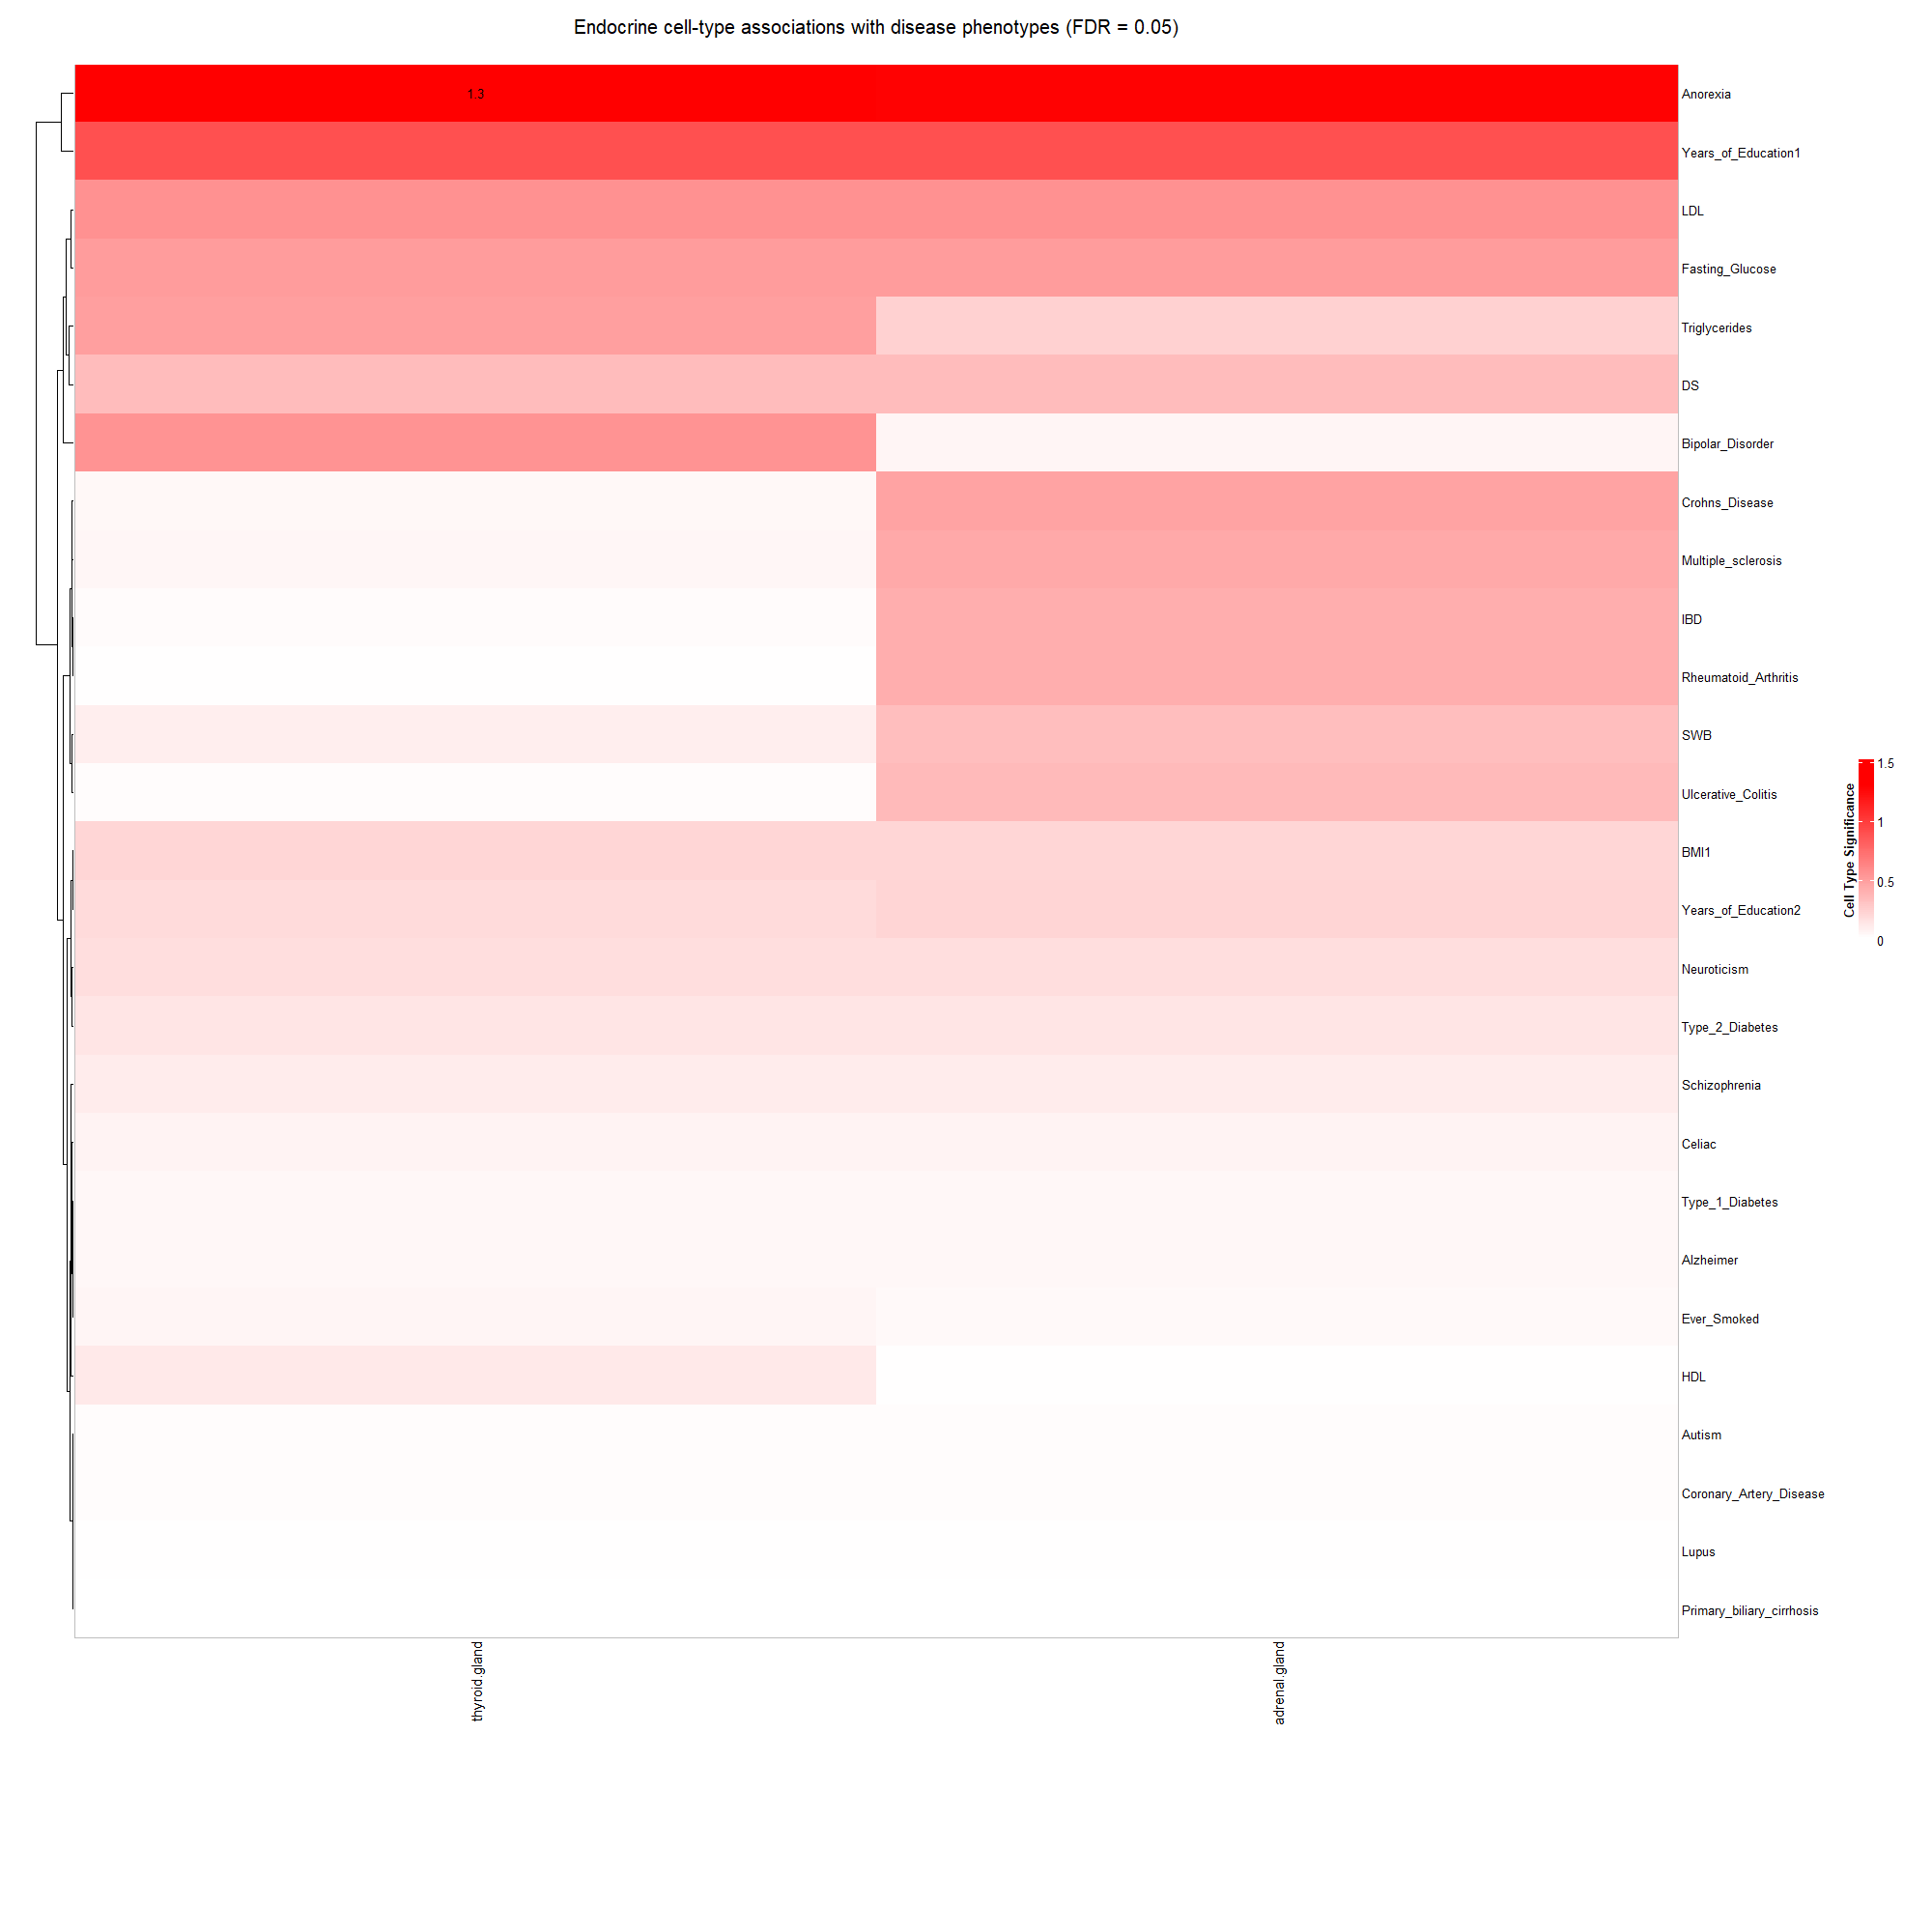 Endocrine cell-type associations with disease phenotypes (FDR = 0.05)
1.3
Anorexia
Years_of_Education1
LDL
Fasting_Glucose
Triglycerides
DS
Bipolar_Disorder
Crohns_Disease
Multiple_sclerosis
IBD
Rheumatoid_Arthritis
SWB
Ulcerative_Colitis
BMI1
Years_of_Education2
Neuroticism
Type_2_Diabetes
Schizophrenia
Celiac
Type_1_Diabetes
Alzheimer
Ever_Smoked
HDL
Autism
Coronary_Artery_Disease
Lupus
Primary_biliary_cirrhosis
thyroid.gland
adrenal.gland
Cell Type Significance
1.5
1
0.5
0